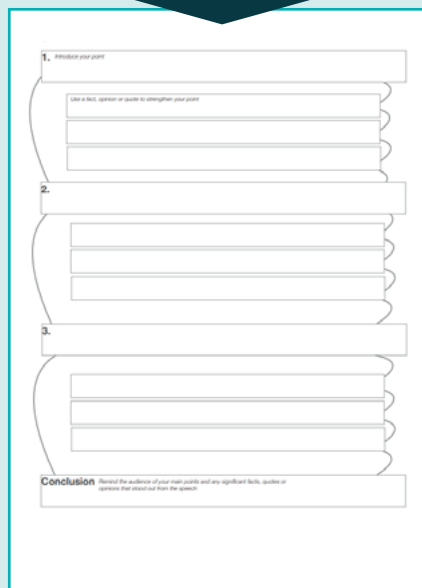 1. Introduce your point
Use a fact, opinion or quote to strengthen your point
2.
3.
Conclusion Remind the audience of your main points and any significant facts, quotes or
opinions that stood out from the speech